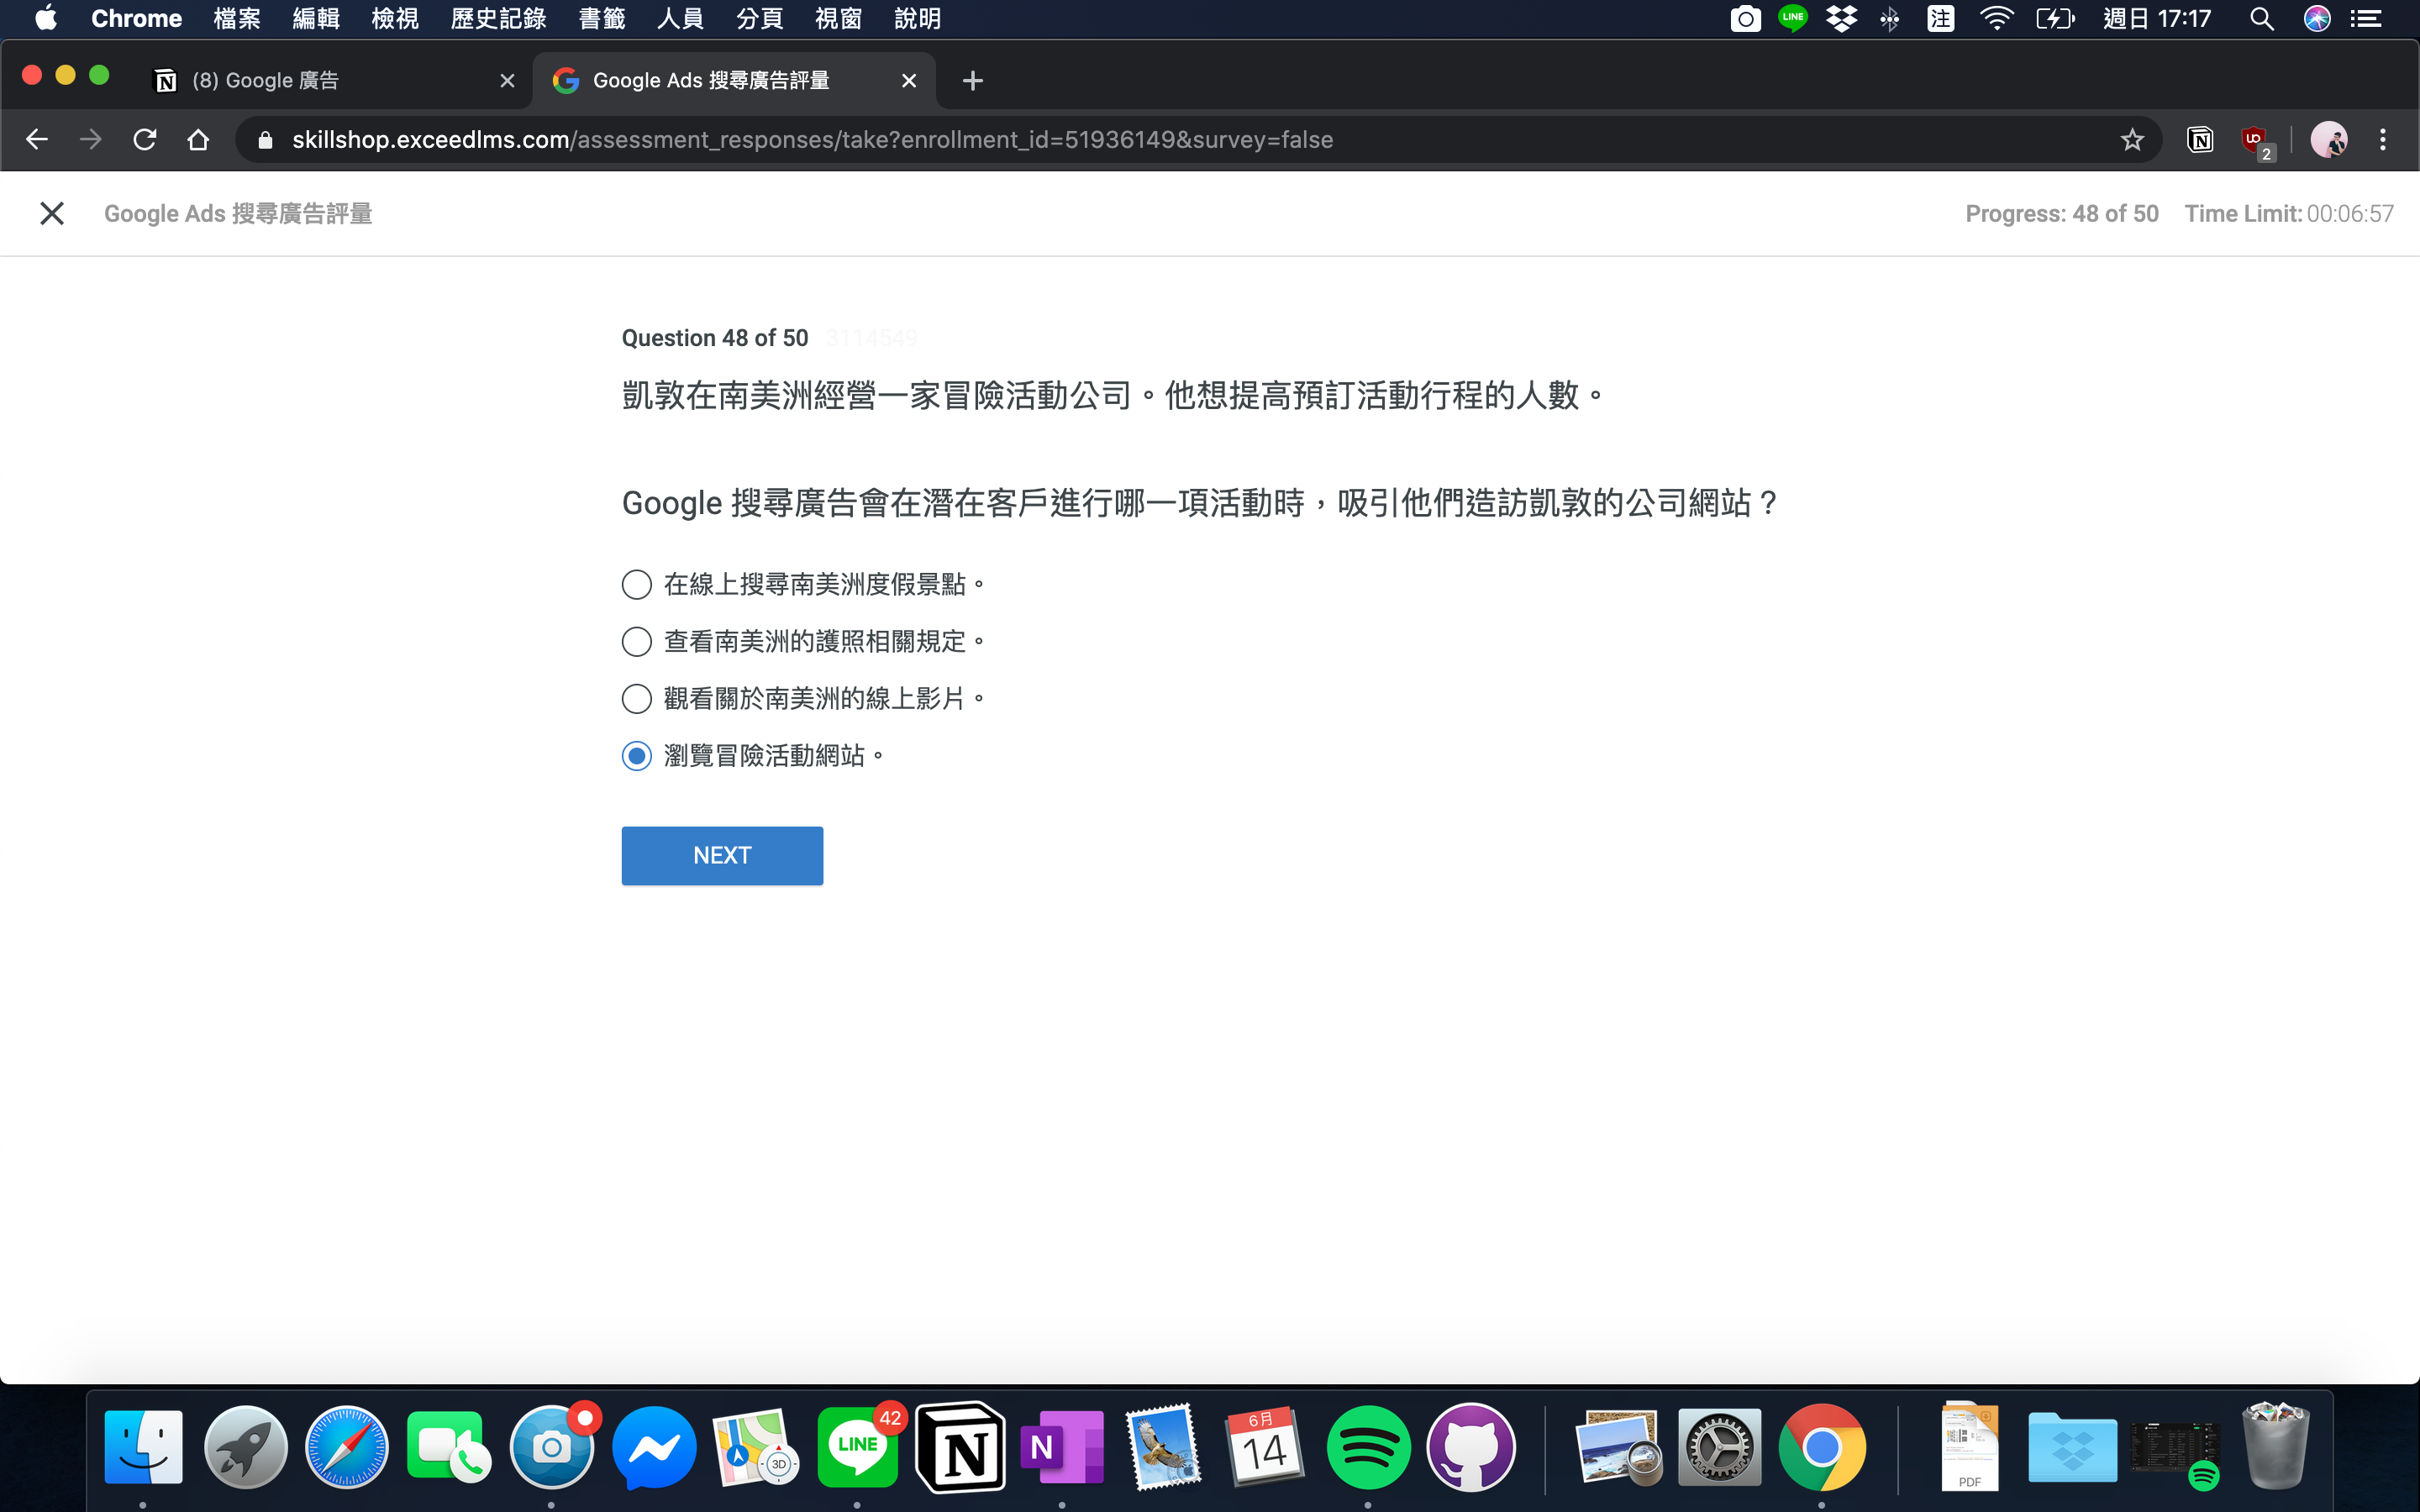 Chrome 檔案 編輯 檢視 歷史記錄 書籤 人員 分頁 視窗 說明 LINE 注 週日 17:17
(8) Google 廣告
Google Ads 搜尋廣告評量
skillshop.exceedlms.com/assessment_responses/take?enrollment_id=51936149&survey=false
2
Google Ads 搜尋廣告評量
Progress: 48 of 50 Time Limit: 00:06:57
Question 48 of 50 3114549
凱敦在南美洲經營一家冒險活動公司。他想提高預訂活動行程的人數。
Google 搜尋廣告會在潛在客戶進行哪一項活動時，吸引他們造訪凱敦的公司網站？
在線上搜尋南美洲度假景點。
查看南美洲的護照相關規定。
觀看關於南美洲的線上影片。
瀏覽冒險活動網站。
NEXT
3D
LINE
42
N
N
6月
14
PDF